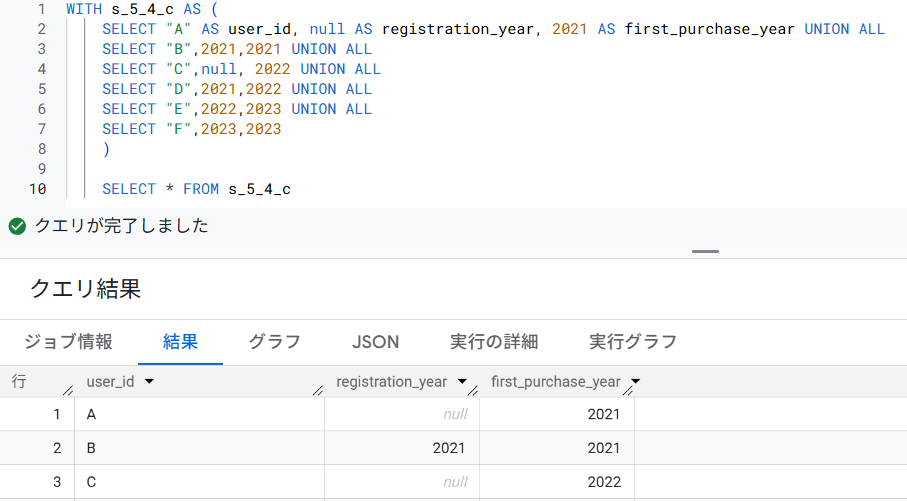 1 WITH s_5_4_c AS (
2 SELECT "A" AS user_id, null AS registration_year, 2021 AS first_purchase_year UNION ALL
3 SELECT "B",2021,2021 UNION ALL
4 SELECT "C",null, 2022 UNION ALL
5 SELECT "D",2021,2022 UNION ALL
6 SELECT "E",2022,2023 UNION ALL
7 SELECT "F",2023,2023
8 )
9
10 SELECT * FROM s_5_4_c
クエリが完了しました
クエリ結果
ジョブ情報 結果 グラフ JSON 実行の詳細 実行グラフ
行 user_id registration_year first_purchase_year
1 A null 2021
2 B 2021 2021
3 C null 2022